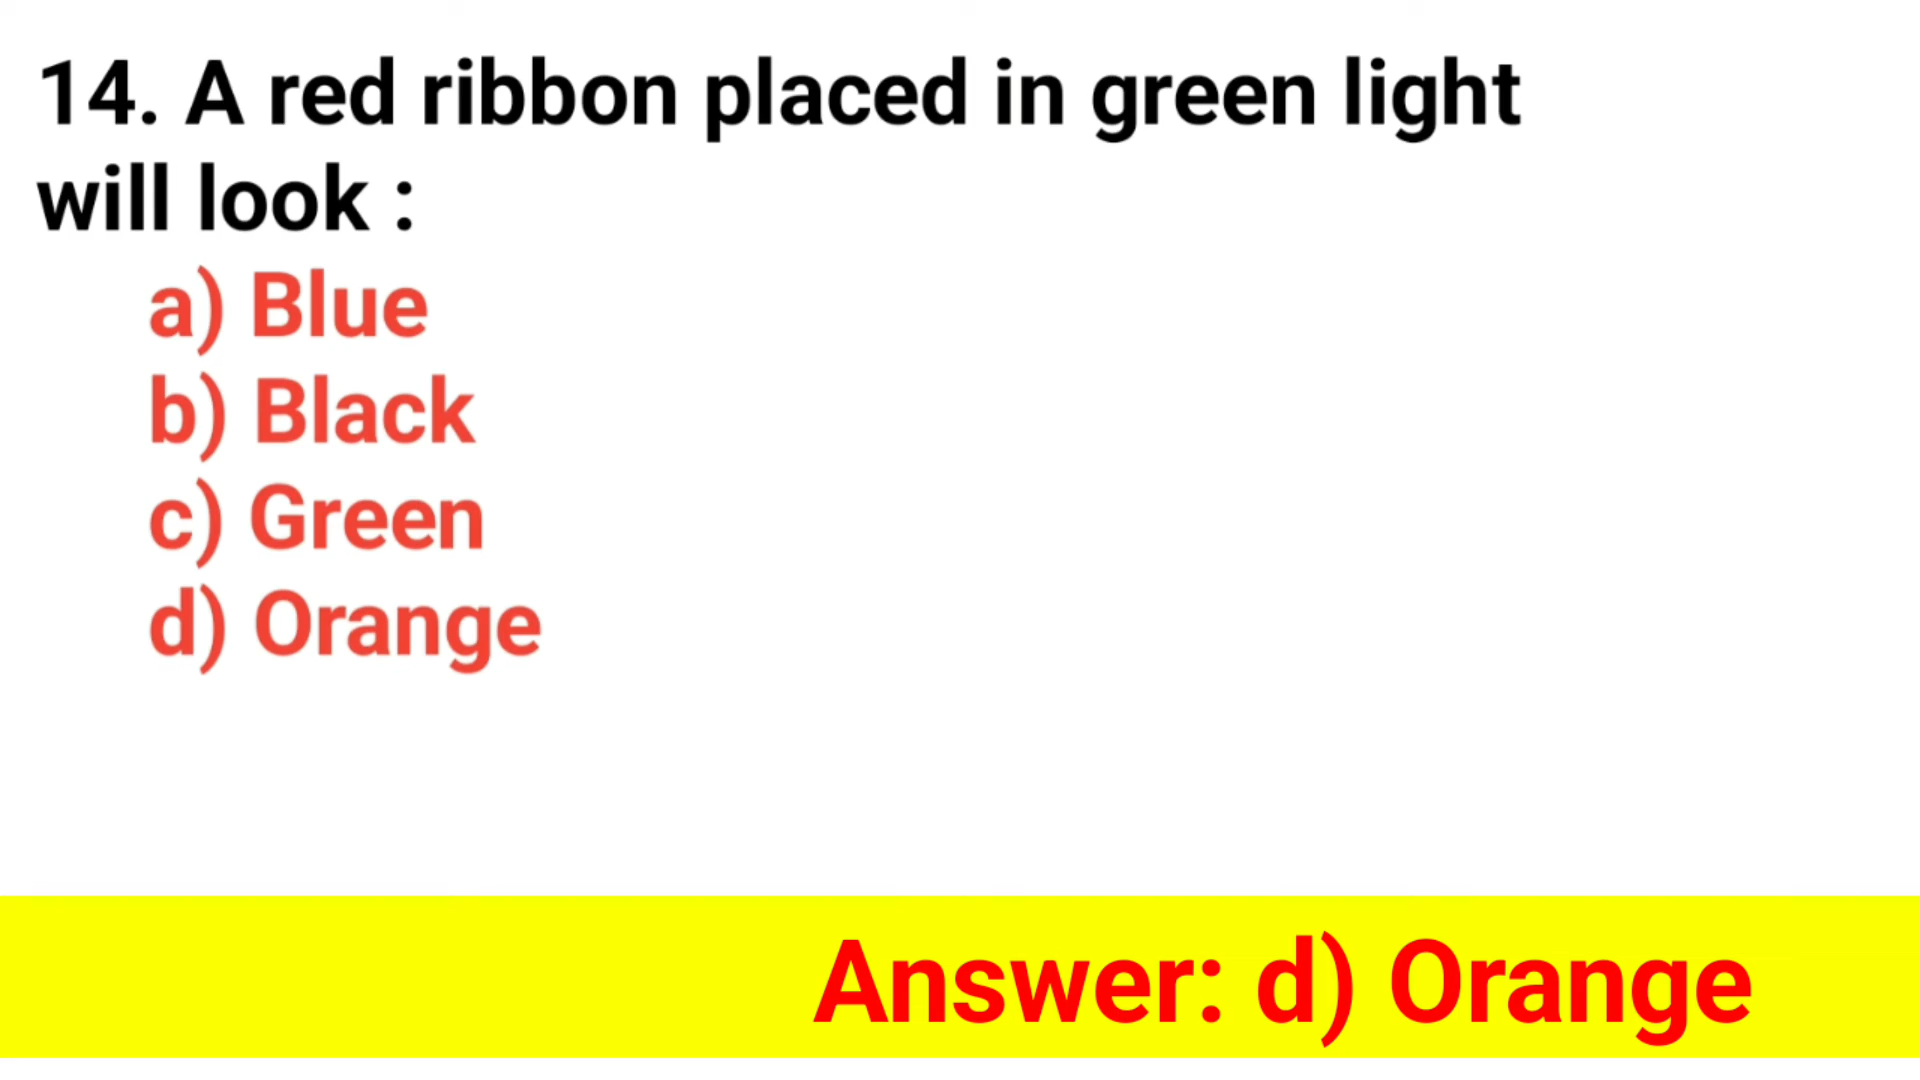 14. A red ribbon placed in green light
will look :
a) Blue
b) Black
c) Green
d) Orange
Answer: d) Orange